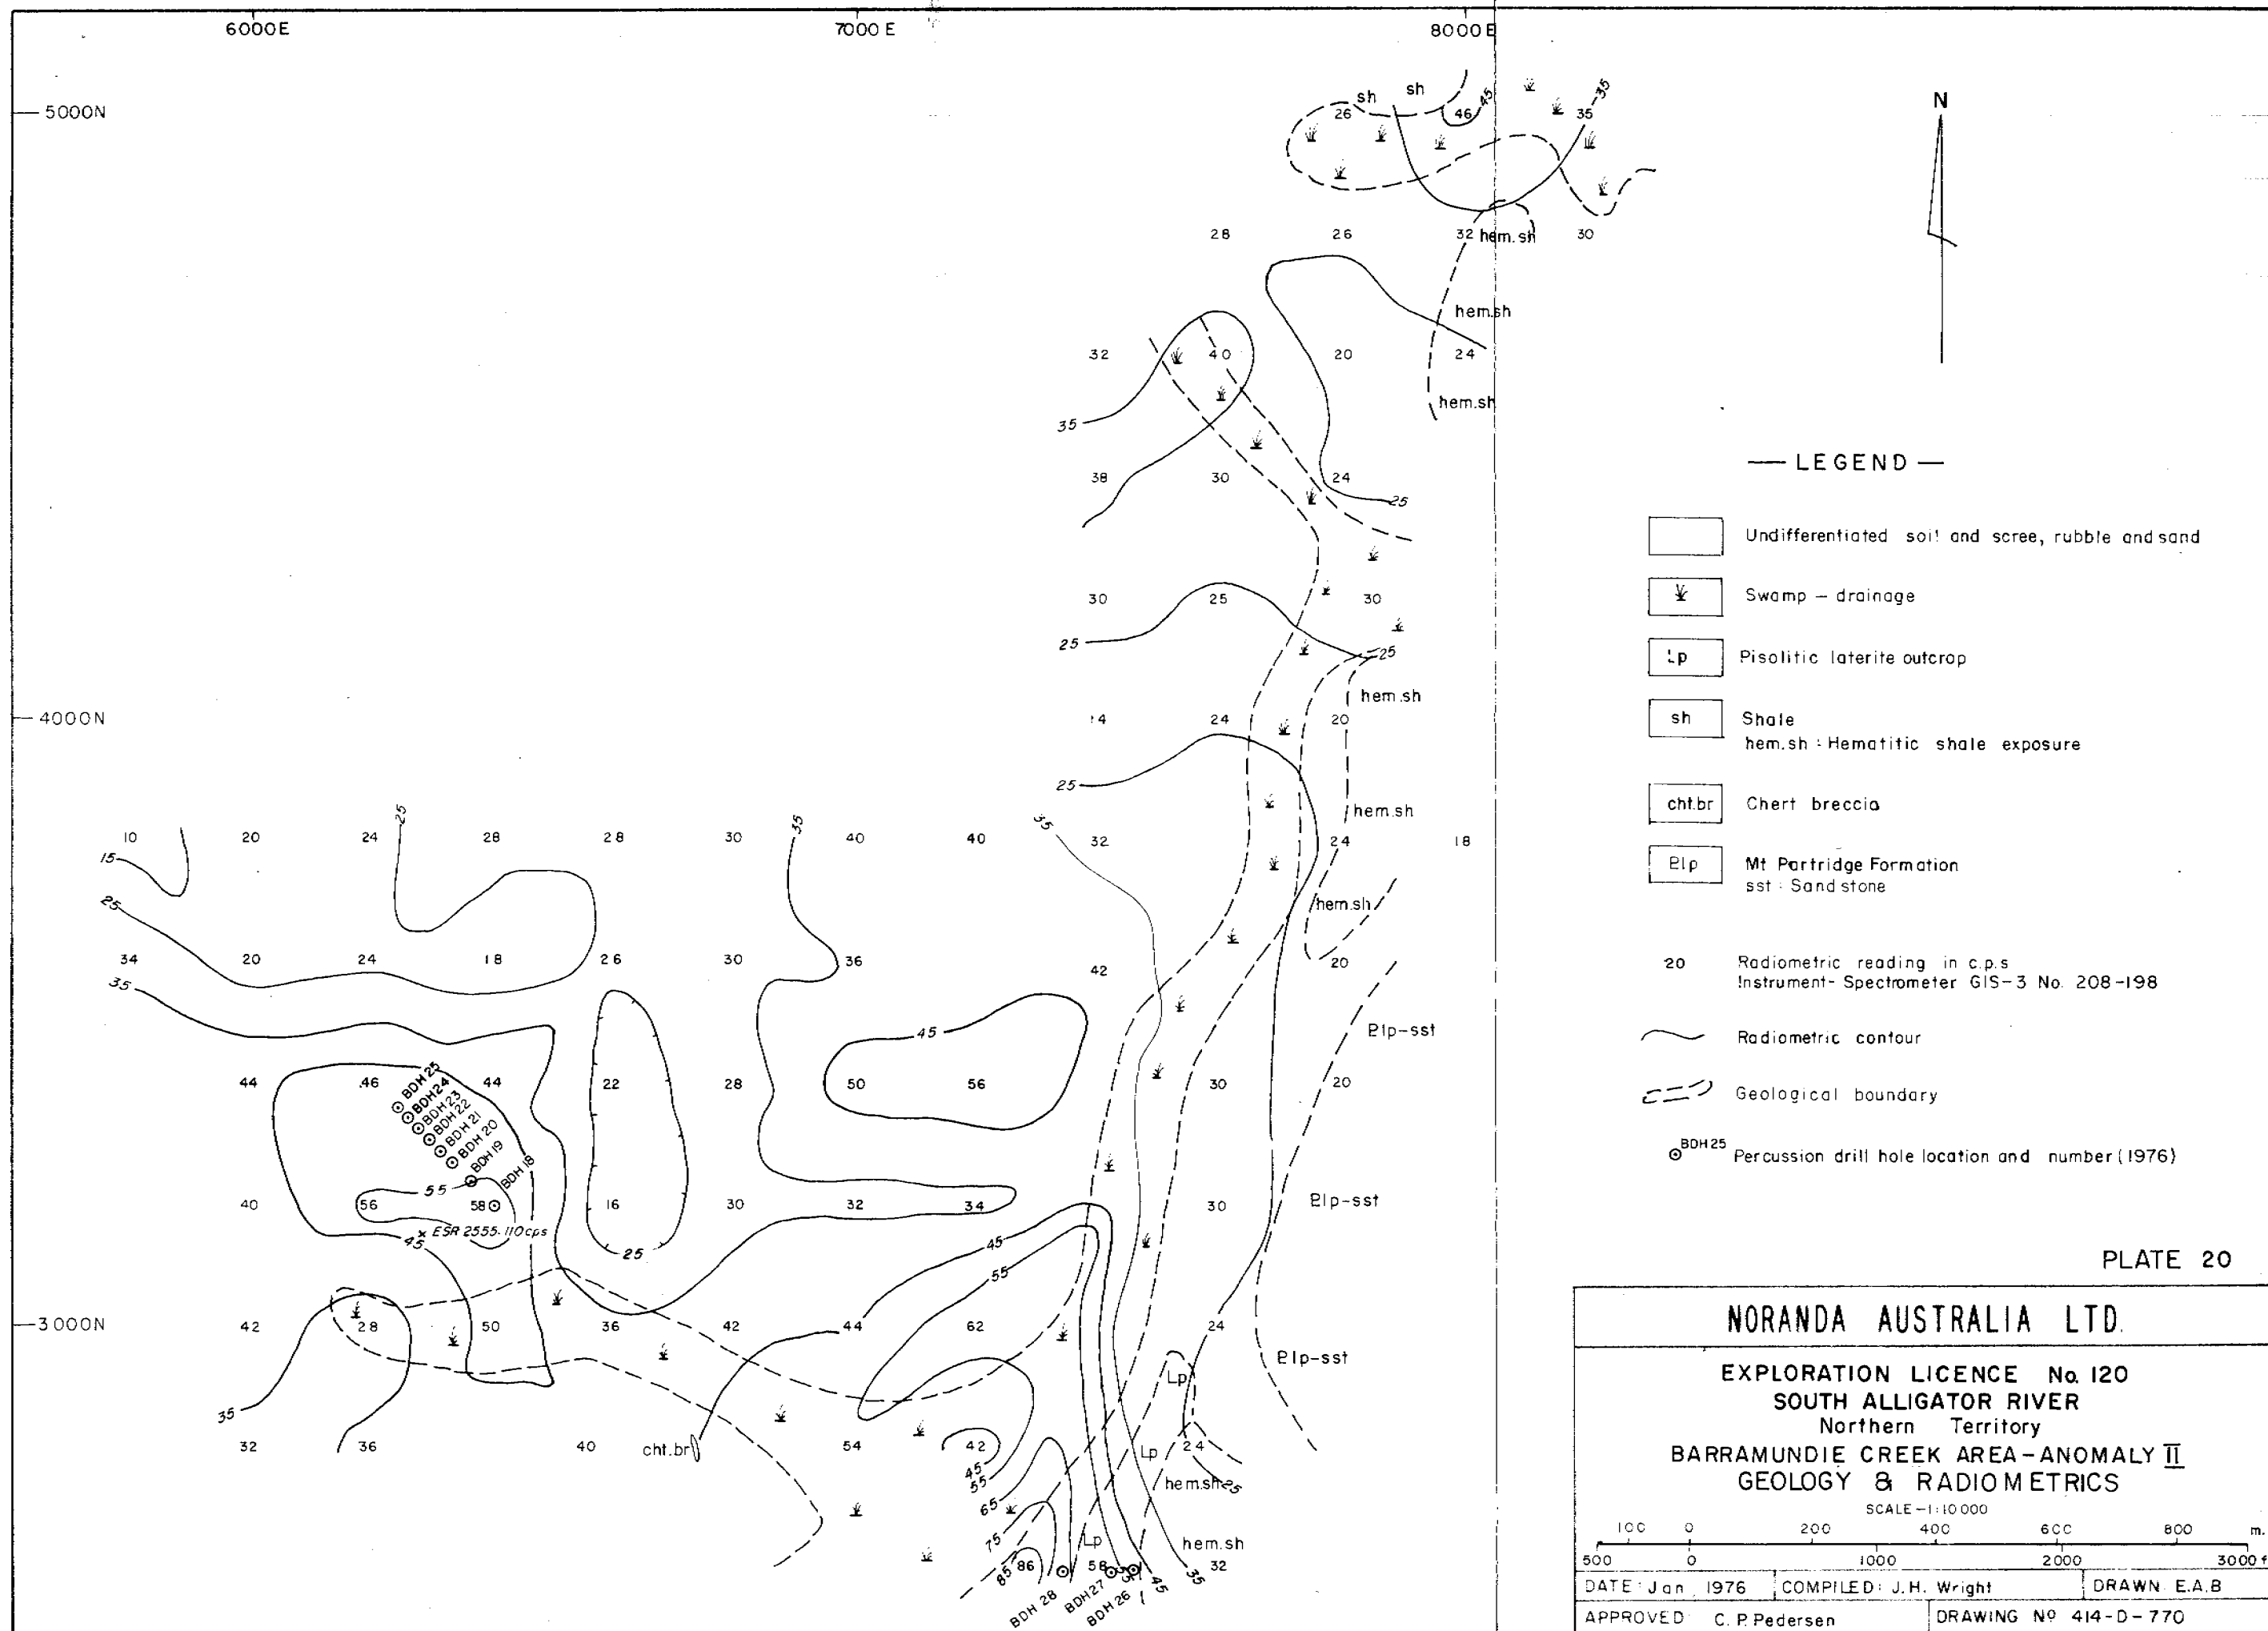 6000E 7000E 8000E
5000N
4000N
3000N
N
sh sh
26 46 45 35 35
28 26 32 hem.sh 30
hem.sh
32 40 20 24
hem.sh
35
38 30 24
25
30 25 30
25 25
hem.sh
14 24 20
25
hem.sh
25 35 35
10 20 24 28 28 30 40 40 32 24 18
15
25
hem.sh
34 20 24 18 26 30 36 42 20
35
45
Elp-sst
44 46 44 22 28 50 56 30 20
BDH 25
BDH 24
BDH 23
BDH 22
BDH 21
BDH 20
BDH 19
BDH 18
55
40 56 58 16 30 32 34 30
Elp-sst
x ESR 2555. 110cps
45 25 45
55
42 28 50 36 42 44 62 24
Elp-sst
Lp
35
32 36 40 cht.br 54 42 Lp 24
45
55
hem.sh 25
65
75
Lp hem.sh
85 86 58 32
45 35
BDH 28
BDH 27
BDH 26
— LEGEND —
Undifferentiated soil and scree, rubble and sand
Swamp – drainage
Lp Pisolitic laterite outcrop
sh Shale
hem.sh : Hematitic shale exposure
cht.br Chert breccia
Elp Mt Partridge Formation
sst : Sandstone
20 Radiometric reading in c.p.s
Instrument- Spectrometer GIS-3 No. 208-198
Radiometric contour
Geological boundary
BDH 25 Percussion drill hole location and number (1976)
PLATE 20
NORANDA AUSTRALIA LTD.
EXPLORATION LICENCE No. 120
SOUTH ALLIGATOR RIVER
Northern Territory
BARRAMUNDIE CREEK AREA – ANOMALY II
GEOLOGY & RADIOMETRICS
SCALE – 1:10 000
100 0 200 400 600 800 m.
500 0 1000 2000 3000 f
DATE: Jan. 1976 COMPILED: J.H. Wright DRAWN E.A.B
APPROVED C. P. Pedersen DRAWING No 414-D-770